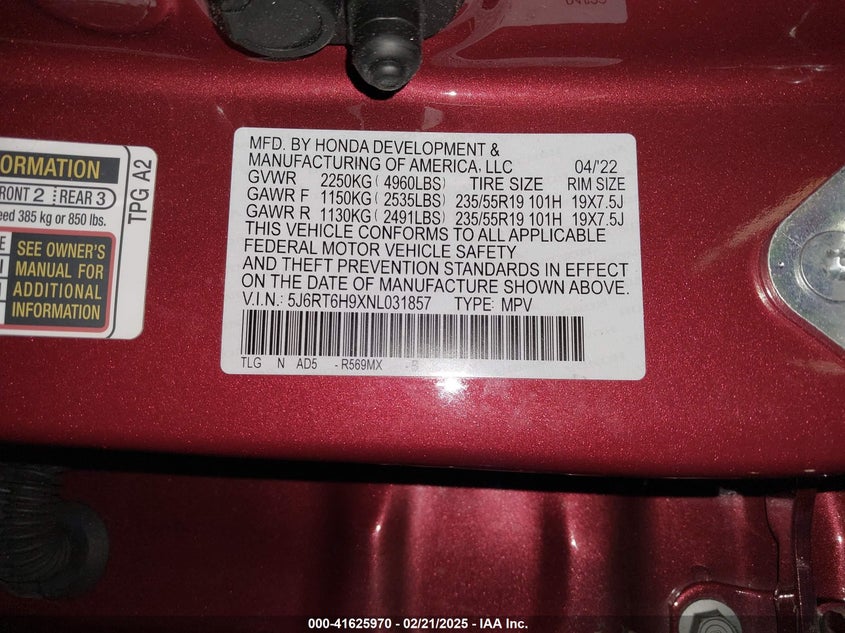 MFD. BY HONDA DEVELOPMENT &
MANUFACTURING OF AMERICA, LLC 04/'22
GVWR 2250KG ( 4960LBS) TIRE SIZE RIM SIZE
GAWR F 1150KG ( 2535LBS) 235/55R19 101H 19X7.5J
GAWR R 1130KG ( 2491LBS) 235/55R19 101H 19X7.5J
THIS VEHICLE CONFORMS TO ALL APPLICABLE
FEDERAL MOTOR VEHICLE SAFETY
AND THEFT PREVENTION STANDARDS IN EFFECT
ON THE DATE OF MANUFACTURE SHOWN ABOVE.
V.I.N.: 5J6RT6H9XNL031857 TYPE: MPV
TLG N AD5 - R569MX
FRONT 2 REAR 3
385 kg or 850 lbs.
SEE OWNER'S
MANUAL FOR
ADDITIONAL
INFORMATION
TPG A2
000-41625970 - 02/21/2025 - IAA Inc.